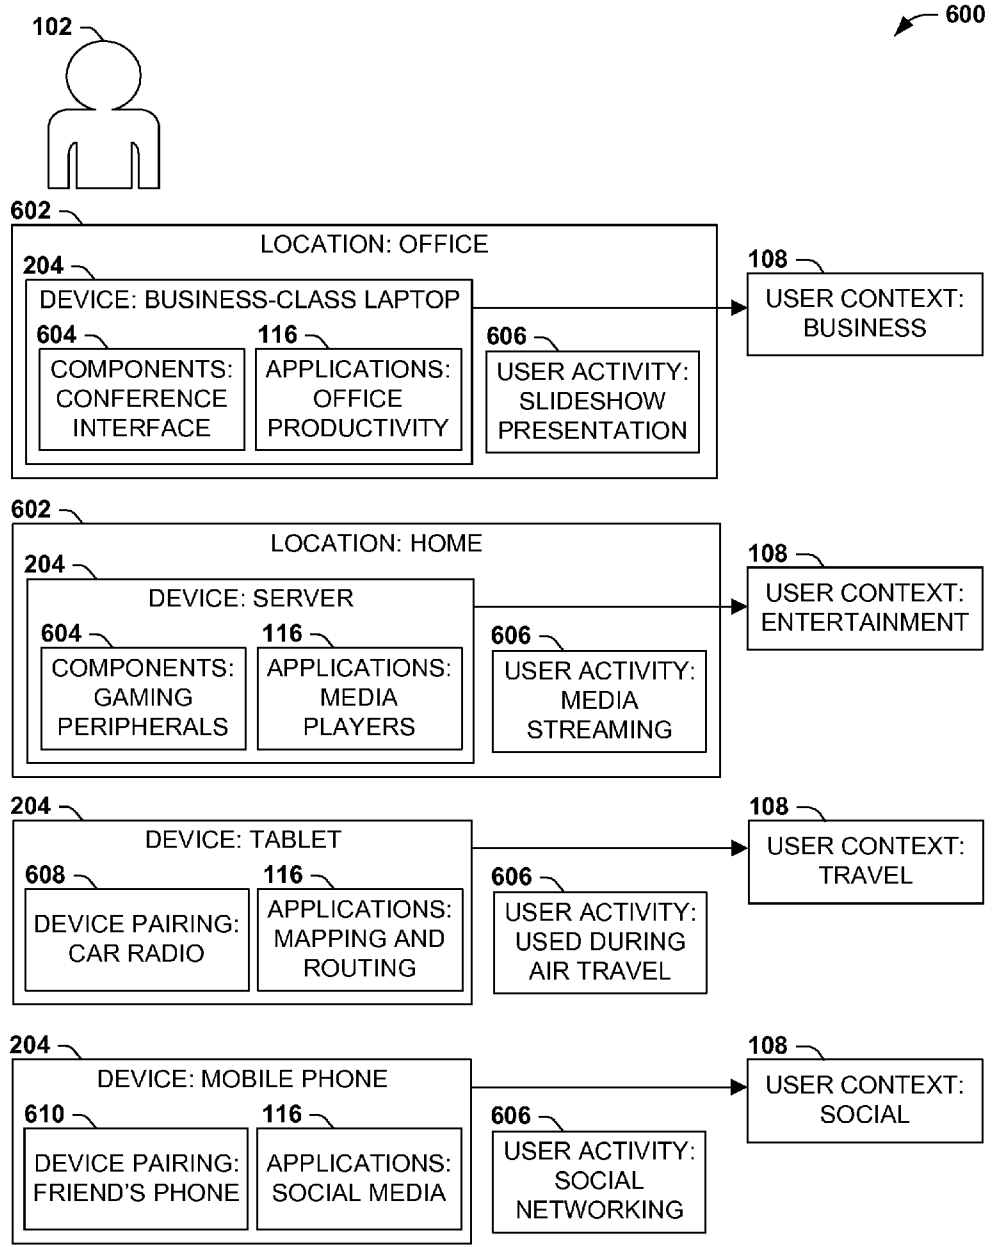 102
600
602
LOCATION: OFFICE
204
DEVICE: BUSINESS-CLASS LAPTOP
604
COMPONENTS:
CONFERENCE
INTERFACE
116
APPLICATIONS:
OFFICE
PRODUCTIVITY
606
USER ACTIVITY:
SLIDESHOW
PRESENTATION
108
USER CONTEXT:
BUSINESS
602
LOCATION: HOME
204
DEVICE: SERVER
604
COMPONENTS:
GAMING
PERIPHERALS
116
APPLICATIONS:
MEDIA
PLAYERS
606
USER ACTIVITY:
MEDIA
STREAMING
108
USER CONTEXT:
ENTERTAINMENT
204
DEVICE: TABLET
608
DEVICE PAIRING:
CAR RADIO
116
APPLICATIONS:
MAPPING AND
ROUTING
606
USER ACTIVITY:
USED DURING
AIR TRAVEL
108
USER CONTEXT:
TRAVEL
204
DEVICE: MOBILE PHONE
610
DEVICE PAIRING:
FRIEND'S PHONE
116
APPLICATIONS:
SOCIAL MEDIA
606
USER ACTIVITY:
SOCIAL
NETWORKING
108
USER CONTEXT:
SOCIAL